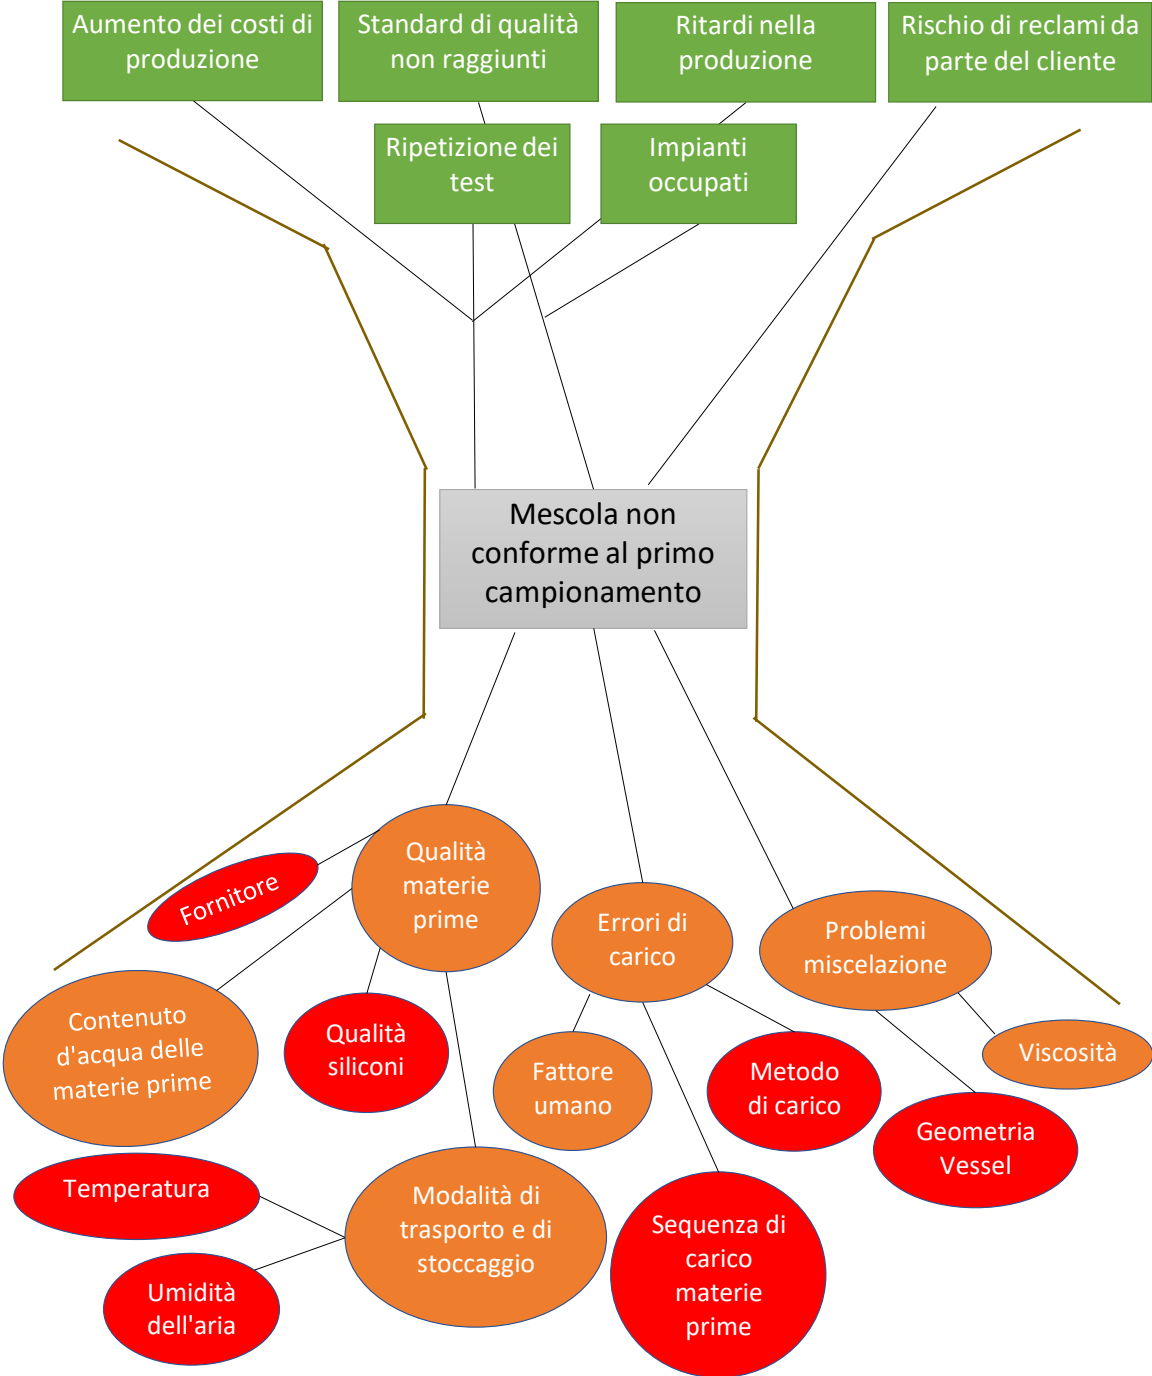 Aumento dei costi di
produzione
Standard di qualità
non raggiunti
Ritardi nella
produzione
Rischio di reclami da
parte del cliente
Ripetizione dei
test
Impianti
occupati
Mescola non
conforme al primo
campionamento
Qualità
materie
prime
Fornitore
Errori di
carico
Problemi
miscelazione
Contenuto
d'acqua delle
materie prime
Qualità
siliconi
Fattore
umano
Metodo
di carico
Viscosità
Geometria
Vessel
Temperatura
Modalità di
trasporto e di
stoccaggio
Sequenza di
carico
materie
prime
Umidità
dell'aria